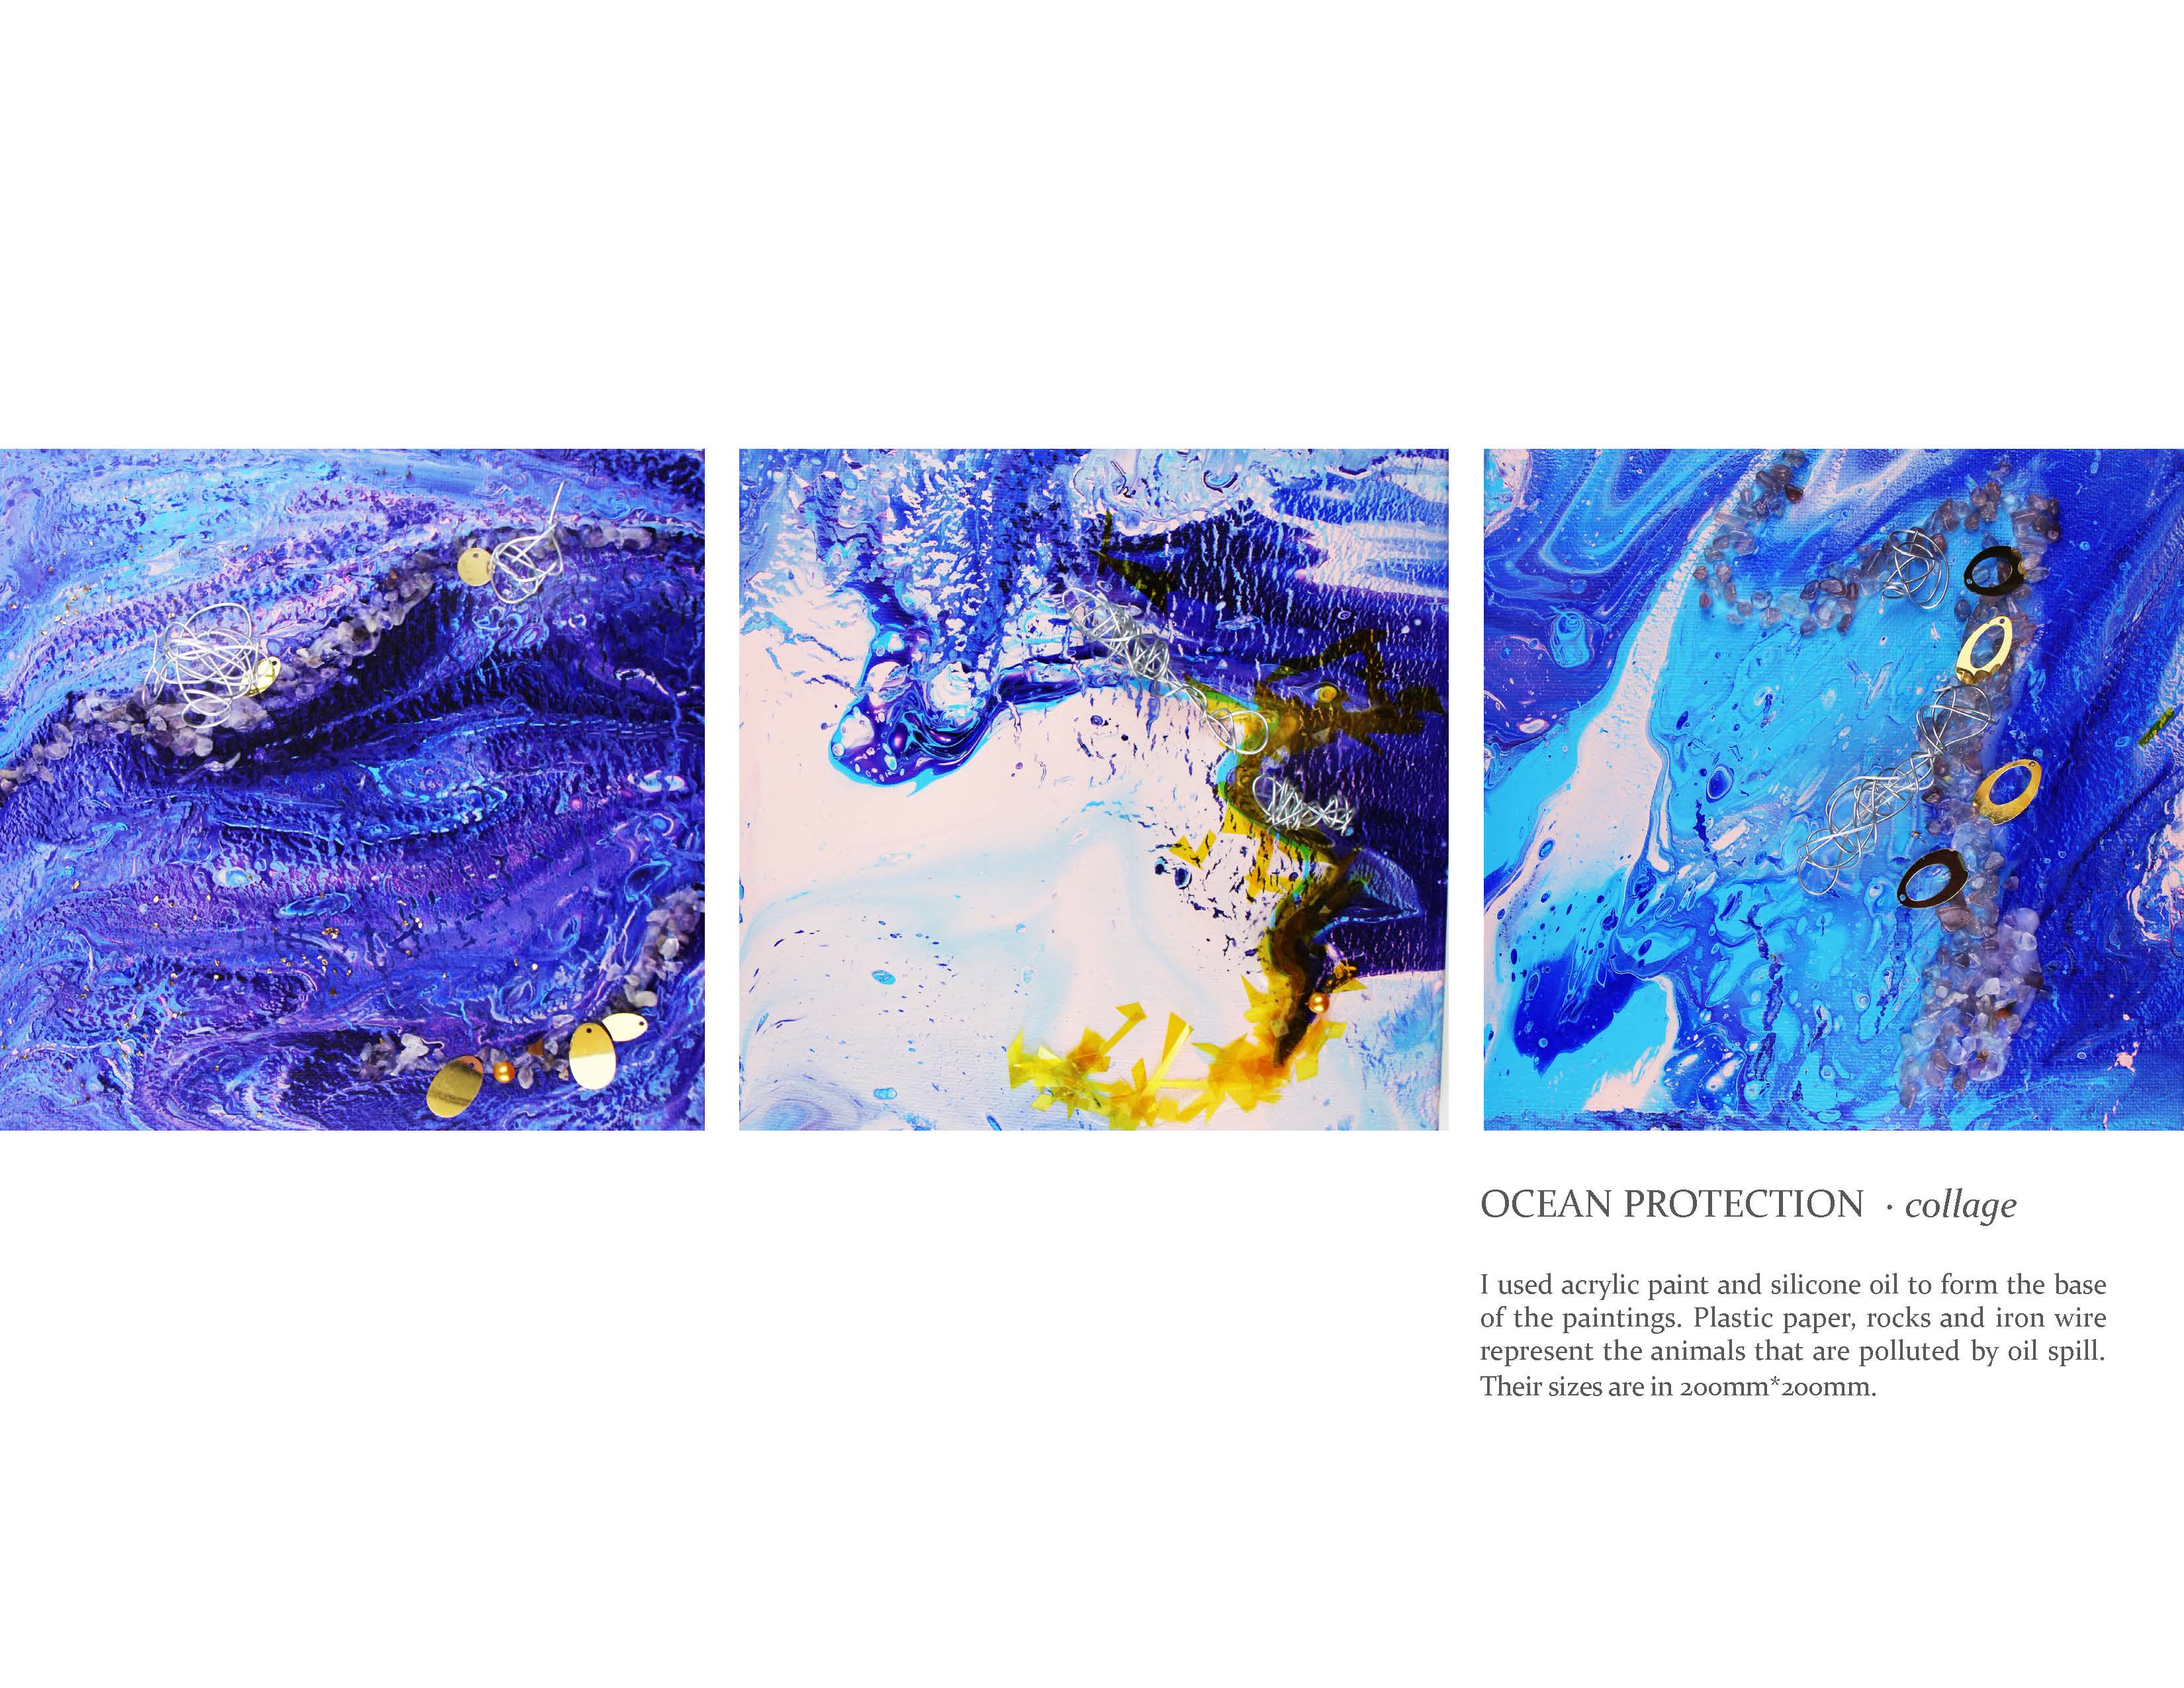 OCEAN PROTECTION · collage
I used acrylic paint and silicone oil to form the base
of the paintings. Plastic paper, rocks and iron wire
represent the animals that are polluted by oil spill.
Their sizes are in 200mm*200mm.